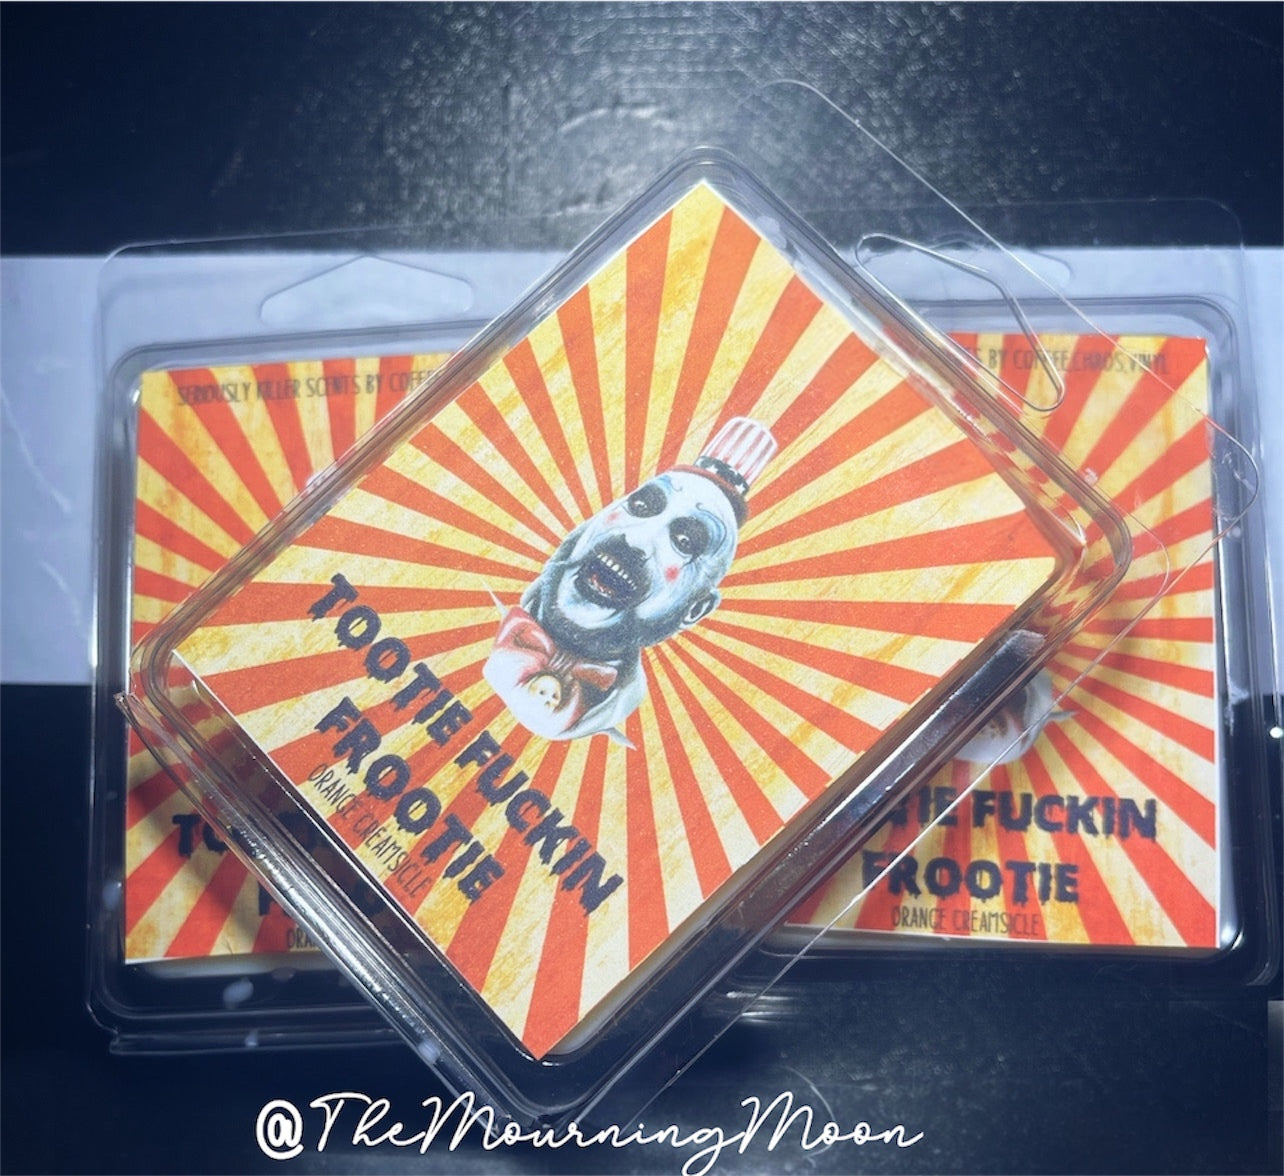 SERIOUSLY KILLER SCENTS BY COFFEE
BY COFFEE.CHAOS.VINYL
TOOTIE FUCKIN
FROOTIE
ORANGE CREAMSICLE
TIE FUCKIN
FROOTIE
ORANGE CREAMSICLE
@TheMourningMoon